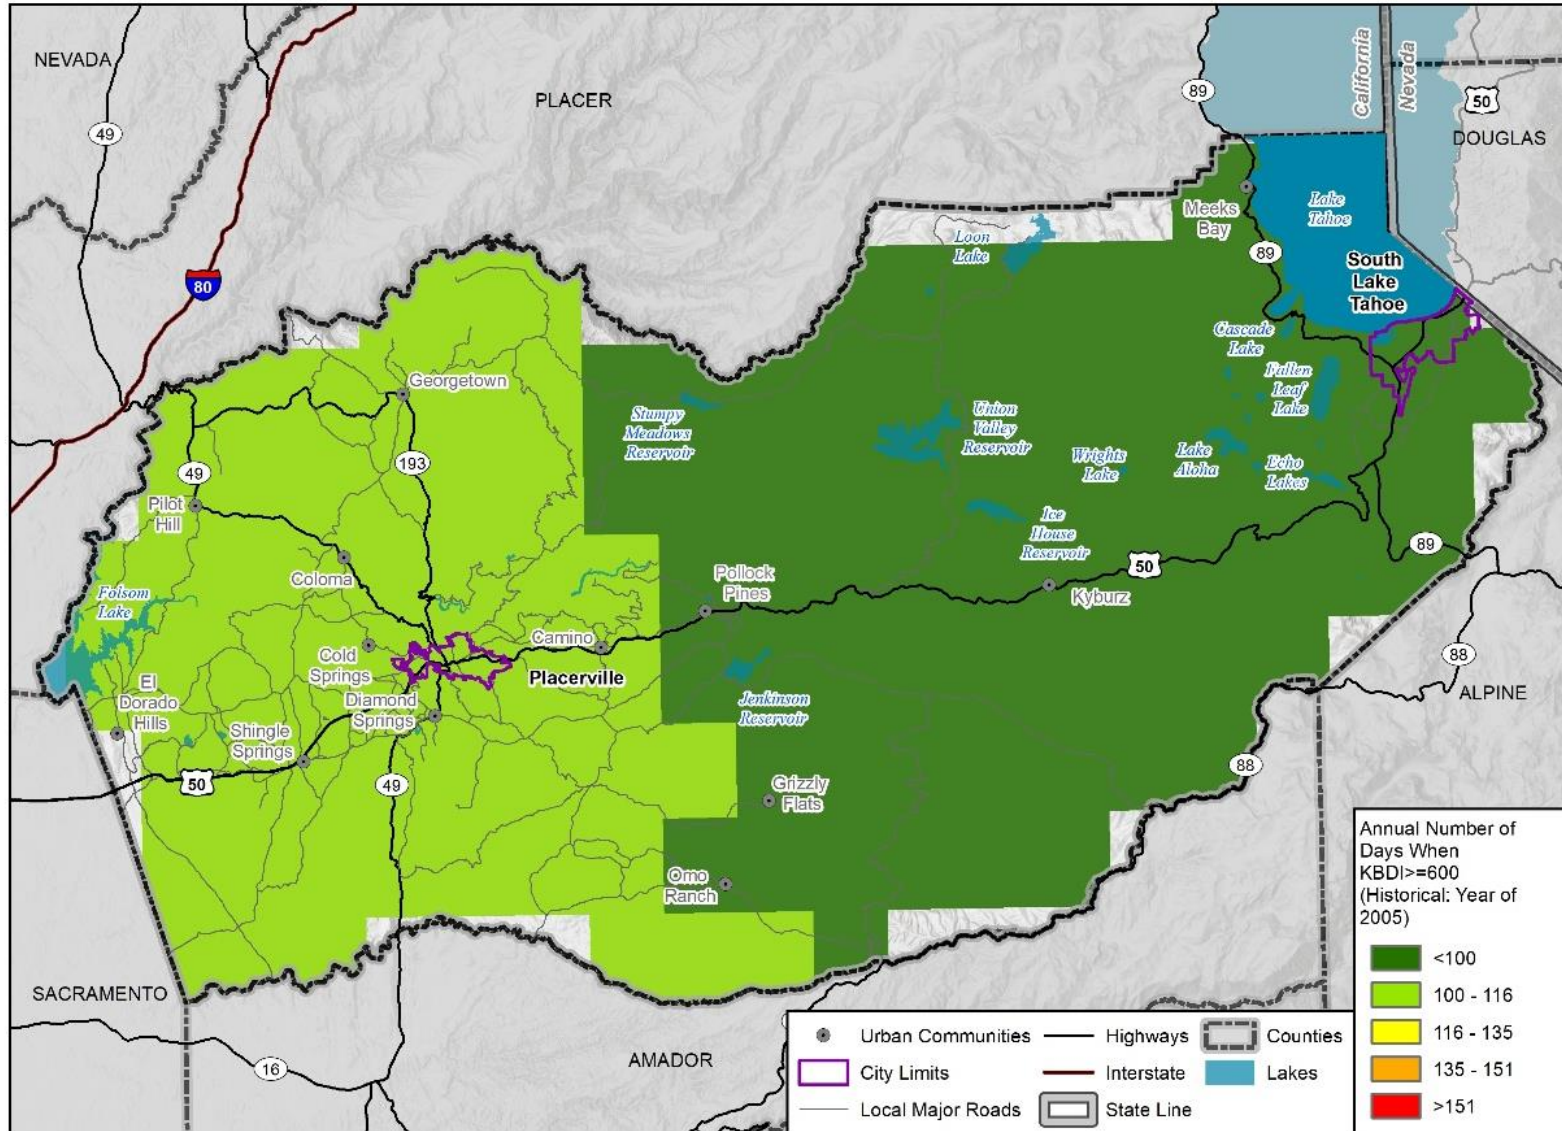 NEVADA
PLACER
California
Nevada
89
50
DOUGLAS
49
80
Meeks
Bay
Lake
Tahoe
Loon
Lake
89
South
Lake
Tahoe
Cascade
Lake
Georgetown
Stumpy
Meadows
Reservoir
Union
Valley
Reservoir
Fallen
Leaf
Lake
49
193
Wrights
Lake
Lake
Aloha
Echo
Lakes
Pilot
Hill
Ice
House
Reservoir
Coloma
Pollock
Pines
50
89
Kyburz
Folsom
Lake
Camino
Cold
Springs
Placerville
88
ALPINE
El
Dorado
Hills
Diamond
Springs
Jenkinson
Reservoir
Shingle
Springs
50
49
Grizzly
Flats
88
Omo
Ranch
SACRAMENTO
AMADOR
16
Annual Number of
Days When
KBDI>=600
(Historical: Year of
2005)
<100
100 - 116
116 - 135
135 - 151
>151
Urban Communities
Highways
Counties
City Limits
Interstate
Lakes
Local Major Roads
State Line